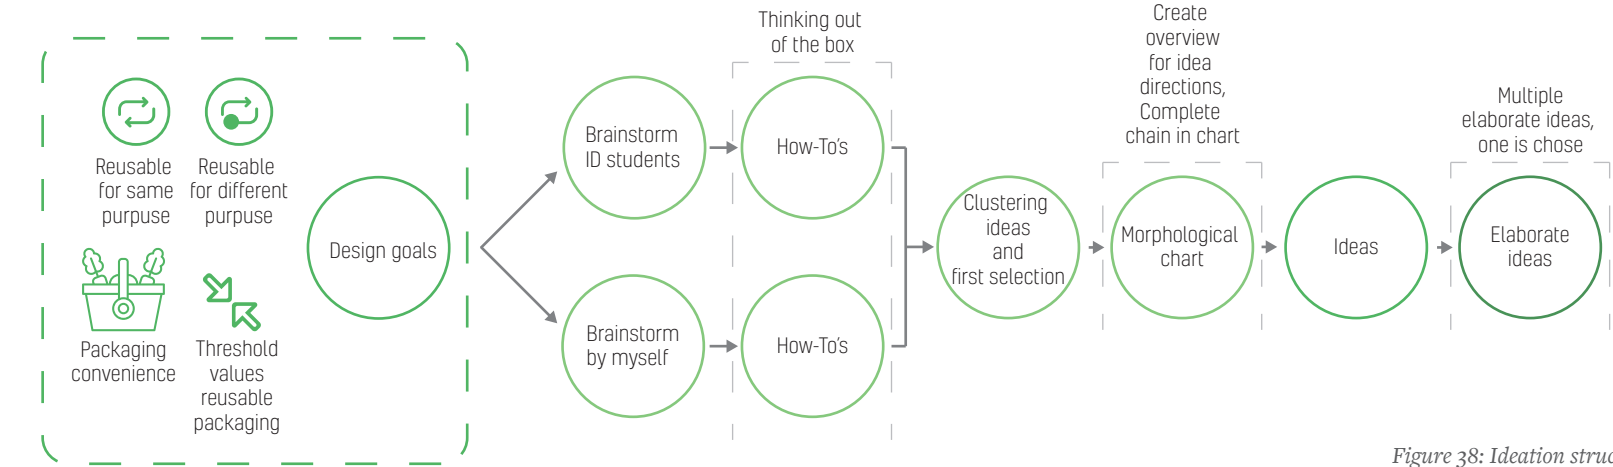 Reusable
for same
purpuse
Reusable
for different
purpuse
Packaging
convenience
Threshold
values
reusable
packaging
Design goals
Brainstorm
ID students
Brainstorm
by myself
Thinking out
of the box
How-To's
How-To's
Clustering
ideas
and
first selection
Create
overview
for idea
directions,
Complete
chain in chart
Morphological
chart
Ideas
Multiple
elaborate ideas,
one is chose
Elaborate
ideas
Figure 38: Ideation struc